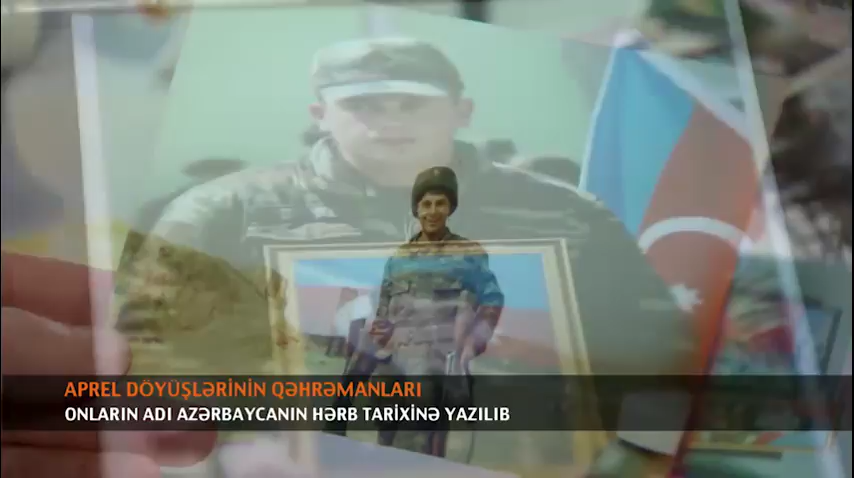 APREL DÖYÜŞLƏRİNİN QƏHRƏMANLARI
ONLARIN ADI AZƏRBAYCANIN HƏRB TARİXİNƏ YAZILIB